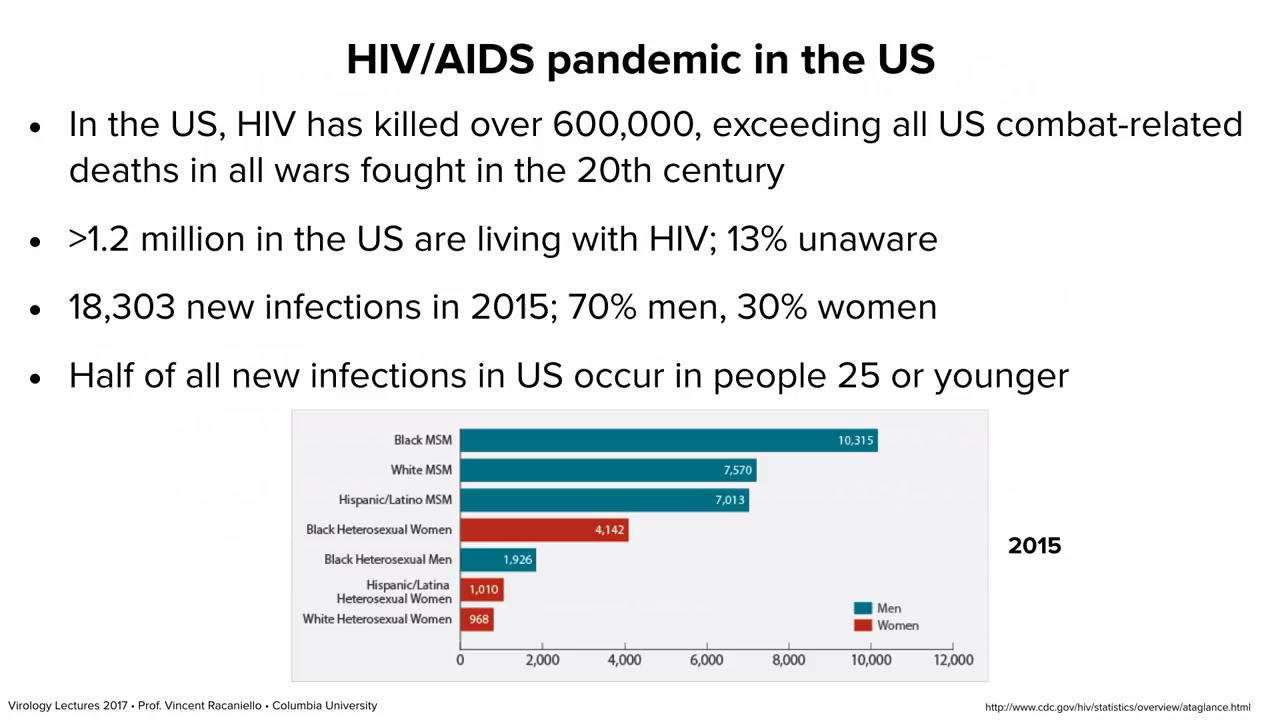 HIV/AIDS pandemic in the US
• In the US, HIV has killed over 600,000, exceeding all US combat-related
deaths in all wars fought in the 20th century
• >1.2 million in the US are living with HIV; 13% unaware
• 18,303 new infections in 2015; 70% men, 30% women
• Half of all new infections in US occur in people 25 or younger
Black MSM 10,315
White MSM 7,570
Hispanic/Latino MSM 7,013
Black Heterosexual Women 4,142
Black Heterosexual Men 1,926
Hispanic/Latina
Heterosexual Women 1,010
White Heterosexual Women 968
Men
Women
0 2,000 4,000 6,000 8,000 10,000 12,000
2015
Virology Lectures 2017 • Prof. Vincent Racaniello • Columbia University
http://www.cdc.gov/hiv/statistics/overview/ataglance.html